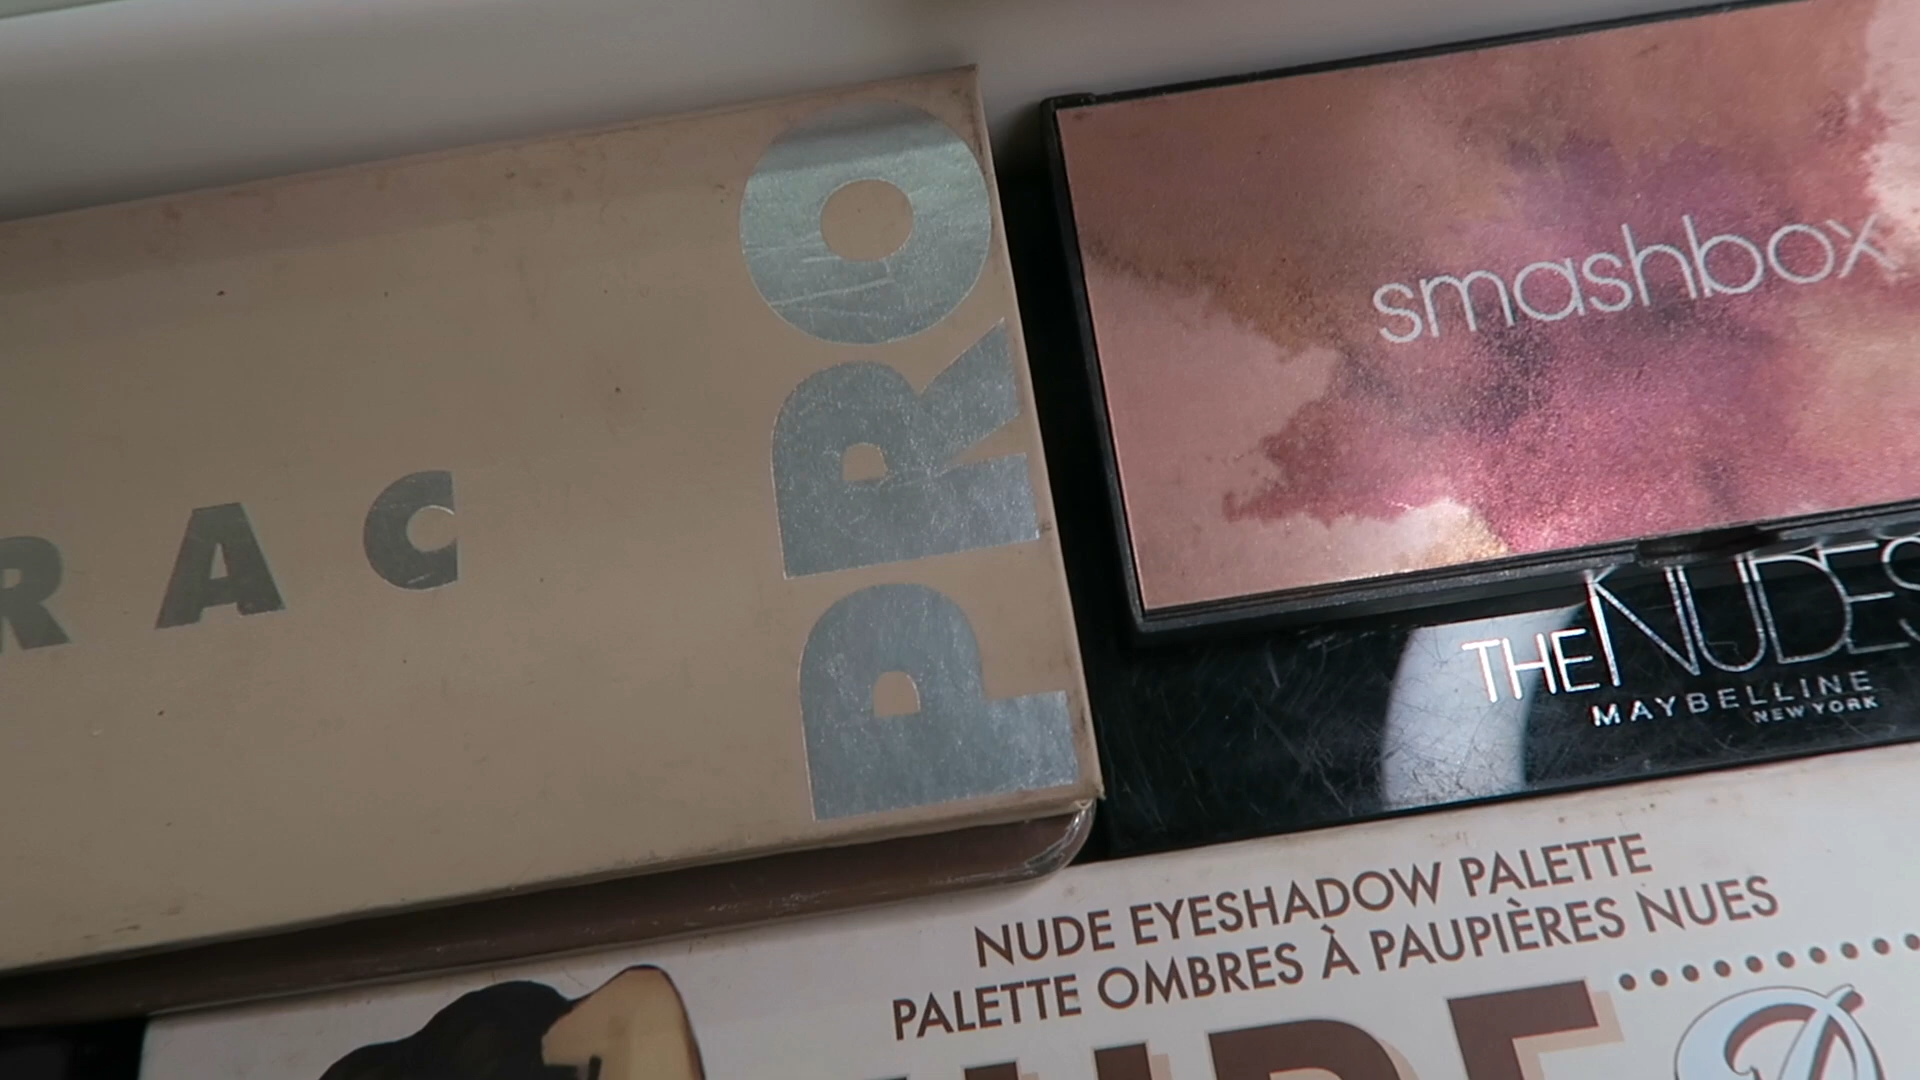 RAC
PRO
smashbox
THE NUDES
MAYBELLINE
NEW YORK
NUDE EYESHADOW PALETTE
PALETTE OMBRES À PAUPIÈRES NUES